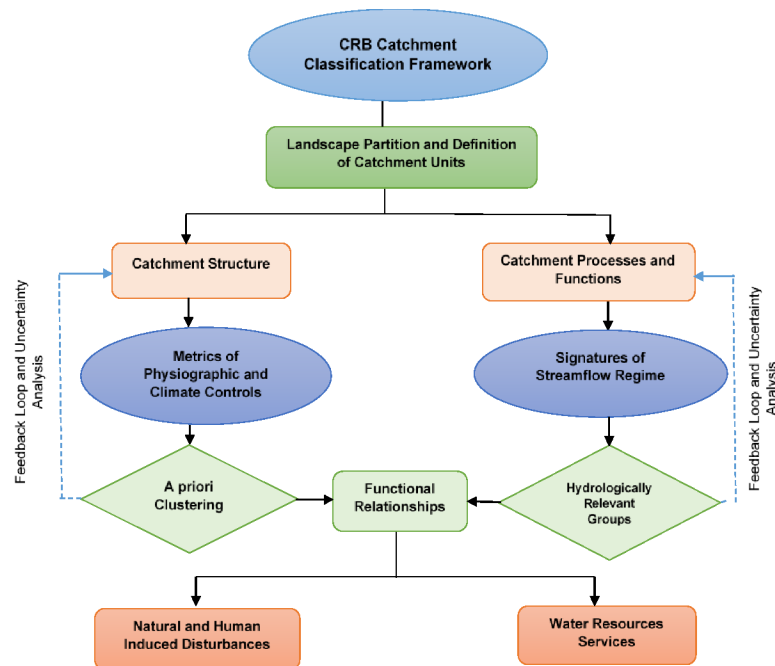 CRB Catchment
Classification Framework
Landscape Partition and Definition
of Catchment Units
Catchment Structure
Catchment Processes and
Functions
Feedback Loop and Uncertainty
Analysis
Metrics of
Physiographic and
Climate Controls
Signatures of
Streamflow Regime
Feedback Loop and Uncertainty
Analysis
A priori
Clustering
Functional
Relationships
Hydrologically
Relevant
Groups
Natural and Human
Induced Disturbances
Water Resources
Services